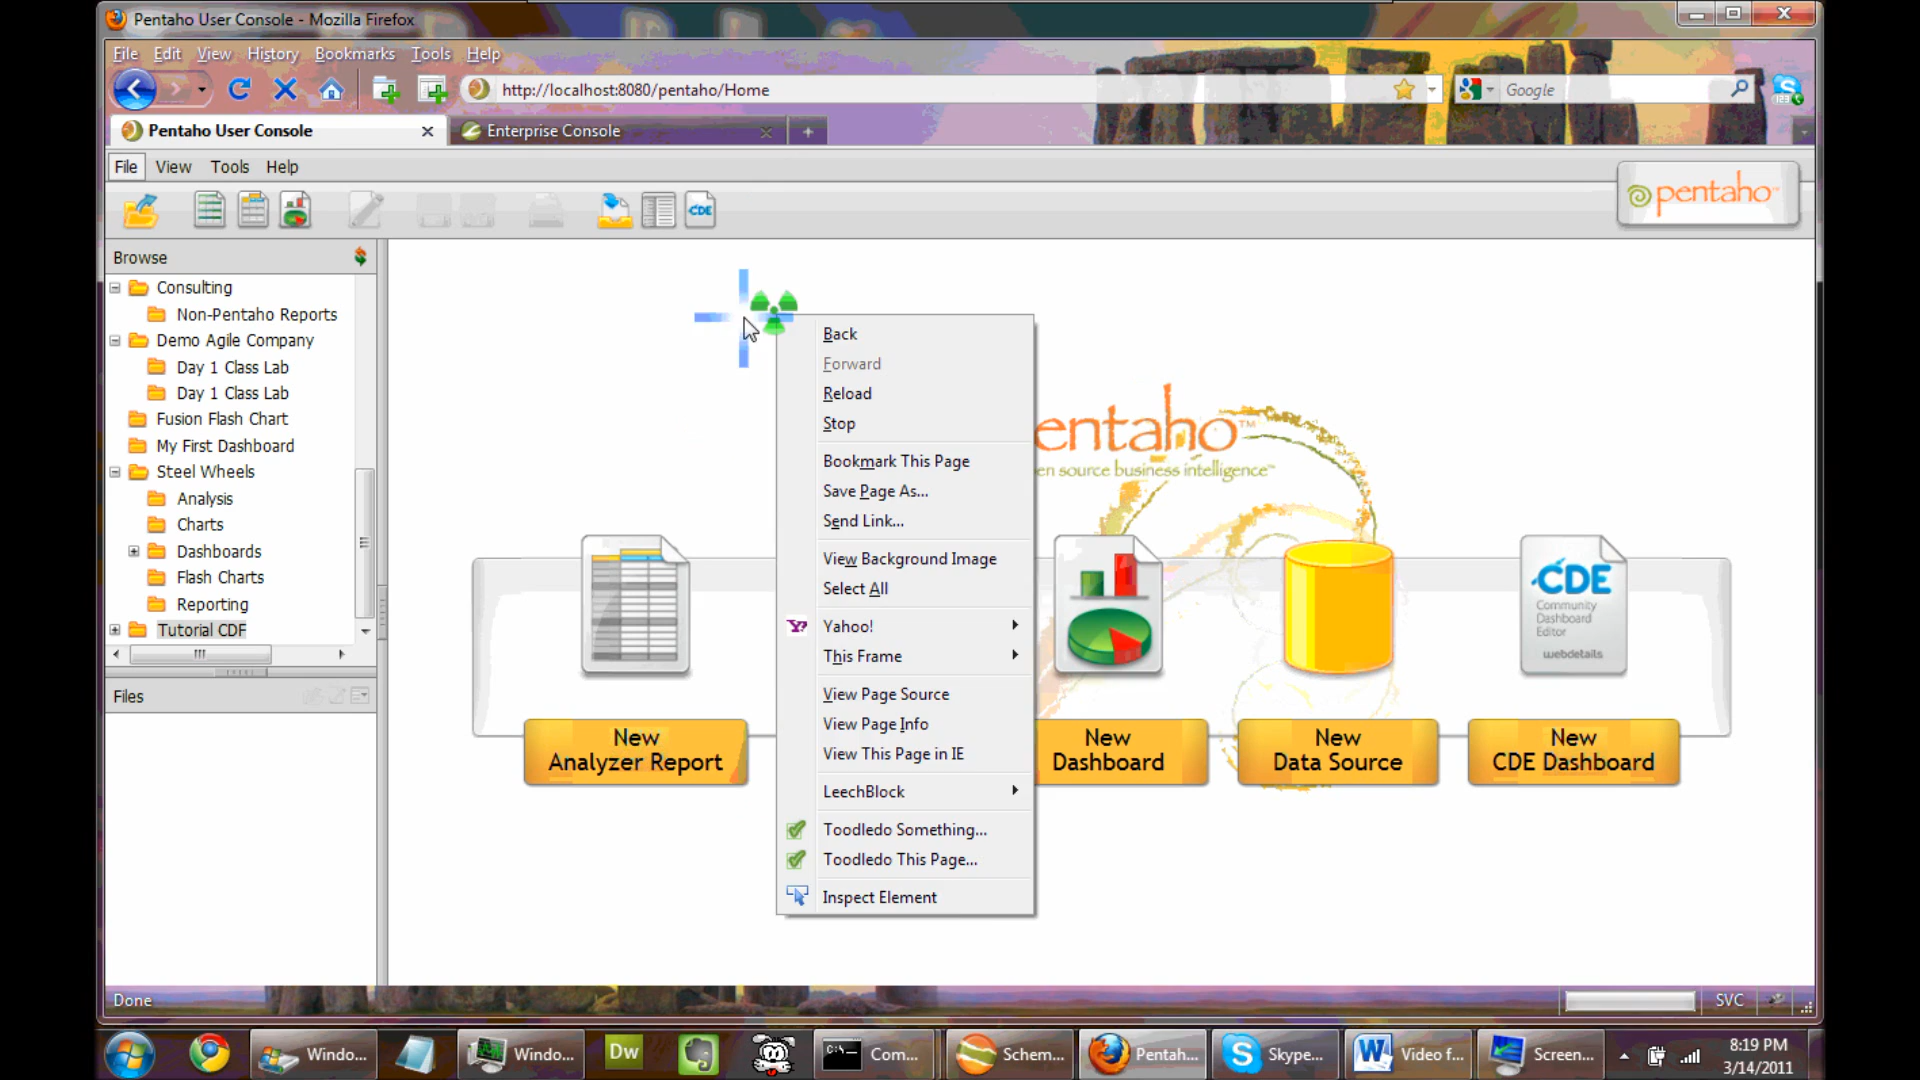 Pentaho User Console - Mozilla Firefox
File Edit View History Bookmarks Tools Help
http://localhost:8080/pentaho/Home
Google
Pentaho User Console
Enterprise Console
File View Tools Help
CDE
pentaho™
Browse
Consulting
Non-Pentaho Reports
Demo Agile Company
Day 1 Class Lab
Day 1 Class Lab
Fusion Flash Chart
My First Dashboard
Steel Wheels
Analysis
Charts
Dashboards
Flash Charts
Reporting
Tutorial CDF
Files
Back
Forward
Reload
Stop
Bookmark This Page
Save Page As...
Send Link...
View Background Image
Select All
Yahoo!
This Frame
View Page Source
View Page Info
View This Page in IE
LeechBlock
Toodledo Something...
Toodledo This Page...
Inspect Element
entaho™
en source business intelligence™
CDE
Community
Dashboard
Editor
webdetails
New
Analyzer Report
New
Dashboard
New
Data Source
New
CDE Dashboard
Done
SVC
Windo...
Windo...
Dw
C:\.
Com...
Schem...
Pentah...
Skype...
Video f...
Screen...
8:19 PM
3/14/2011